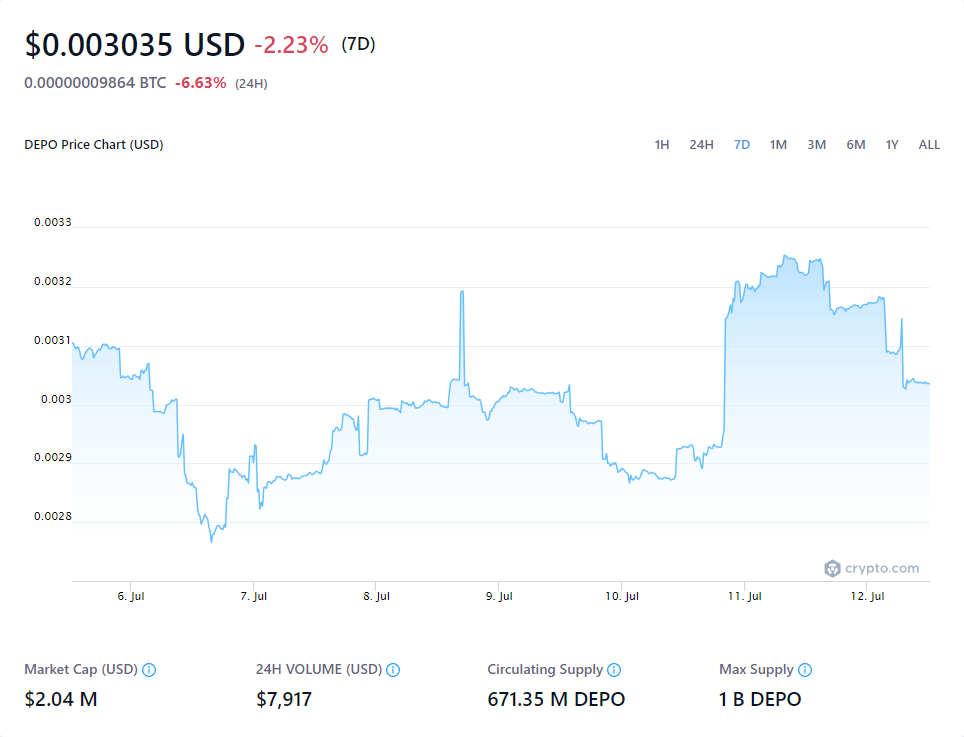 $0.003035 USD -2.23% (7D)
0.00000009864 BTC -6.63% (24H)
DEPO Price Chart (USD)
1H 24H 7D 1M 3M 6M 1Y ALL
0.0033
0.0032
0.0031
0.003
0.0029
0.0028
crypto.com
6. Jul 7. Jul 8. Jul 9. Jul 10. Jul 11. Jul 12. Jul
Market Cap (USD) 24H VOLUME (USD) Circulating Supply Max Supply
$2.04 M $7,917 671.35 M DEPO 1 B DEPO